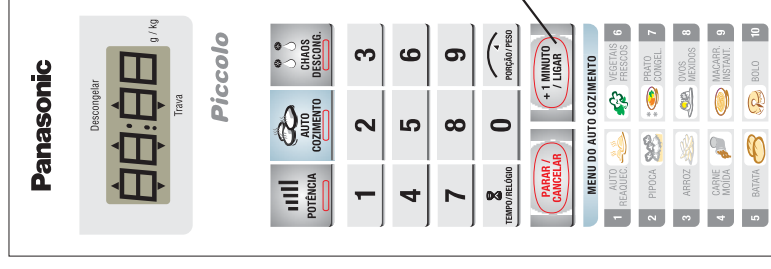 Panasonic
Descongelar
88:88
g / kg
Trava
Piccolo
POTÊNCIA
AUTO
COZIMENTO
CHAOS
DESCONG.
1
2
3
4
5
6
7
8
9
TEMPO/RELÓGIO
0
PORÇÃO/PESO
PARAR /
CANCELAR
+ 1 MINUTO
/ LIGAR
MENU DO AUTO COZIMENTO
1 AUTO
REAQUEC.
VEGETAIS 6
FRESCOS
2 PIPOCA
PRATO 7
CONGEL.
3 ARROZ
OVOS 8
MEXIDOS
4 CARNE
MOÍDA
MACARR. 9
INSTANT.
5 BATATA
BOLO 10